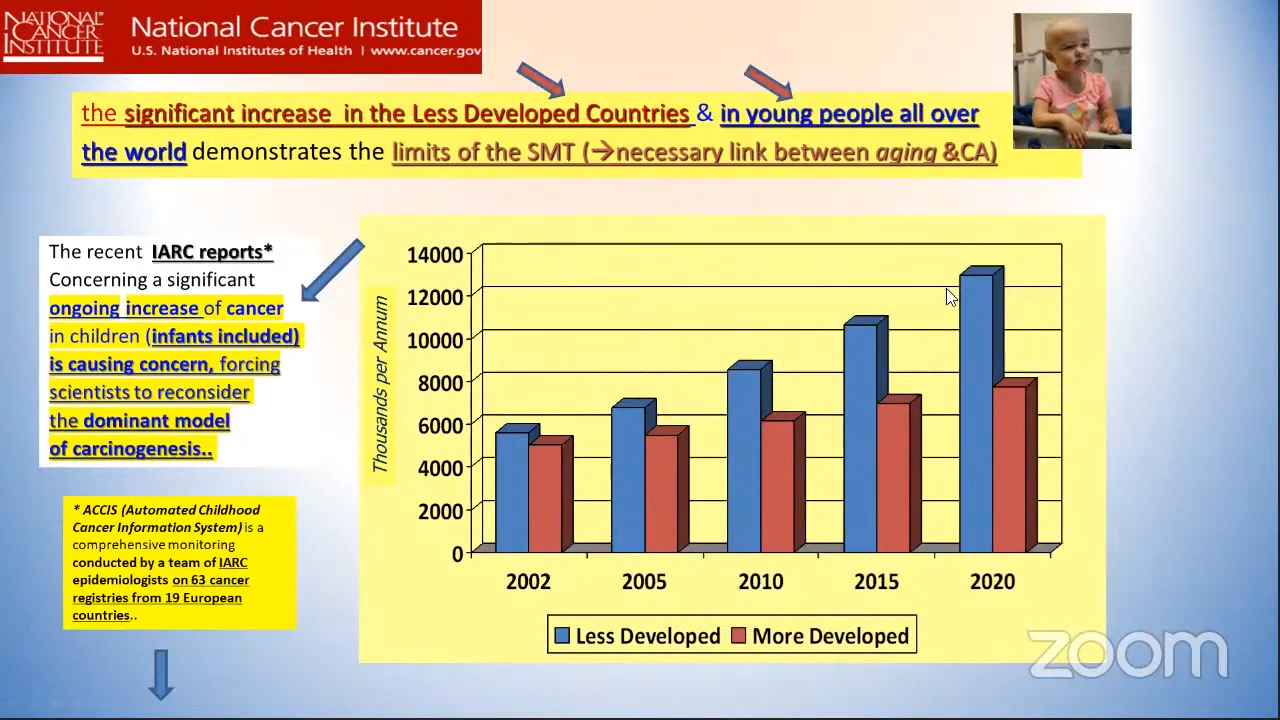 NATIONAL
CANCER
INSTITUTE
National Cancer Institute
U.S. National Institutes of Health | www.cancer.gov
the significant increase in the Less Developed Countries & in young people all over
the world demonstrates the limits of the SMT (→necessary link between aging &CA)
The recent IARC reports*
Concerning a significant
ongoing increase of cancer
in children (infants included)
is causing concern, forcing
scientists to reconsider
the dominant model
of carcinogenesis..
* ACCIS (Automated Childhood
Cancer Information System) is a
comprehensive monitoring
conducted by a team of IARC
epidemiologists on 63 cancer
registries from 19 European
countries..
Thousands per Annum
14000
12000
10000
8000
6000
4000
2000
0
2002 2005 2010 2015 2020
Less Developed More Developed
zoom